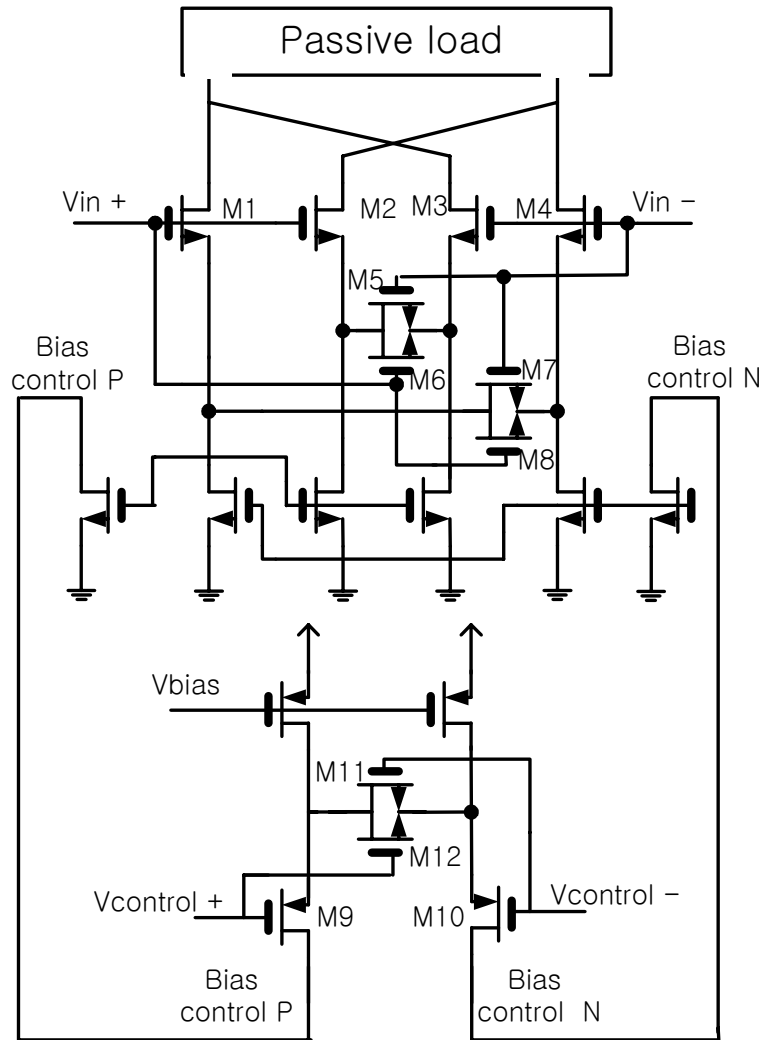 Passive load
Vin +
M1
M2
M3
M4
Vin -
M5
Bias
control P
M6
M7
Bias
control N
M8
Vbias
M11
M12
Vcontrol +
M9
M10
Vcontrol -
Bias
control P
Bias
control N